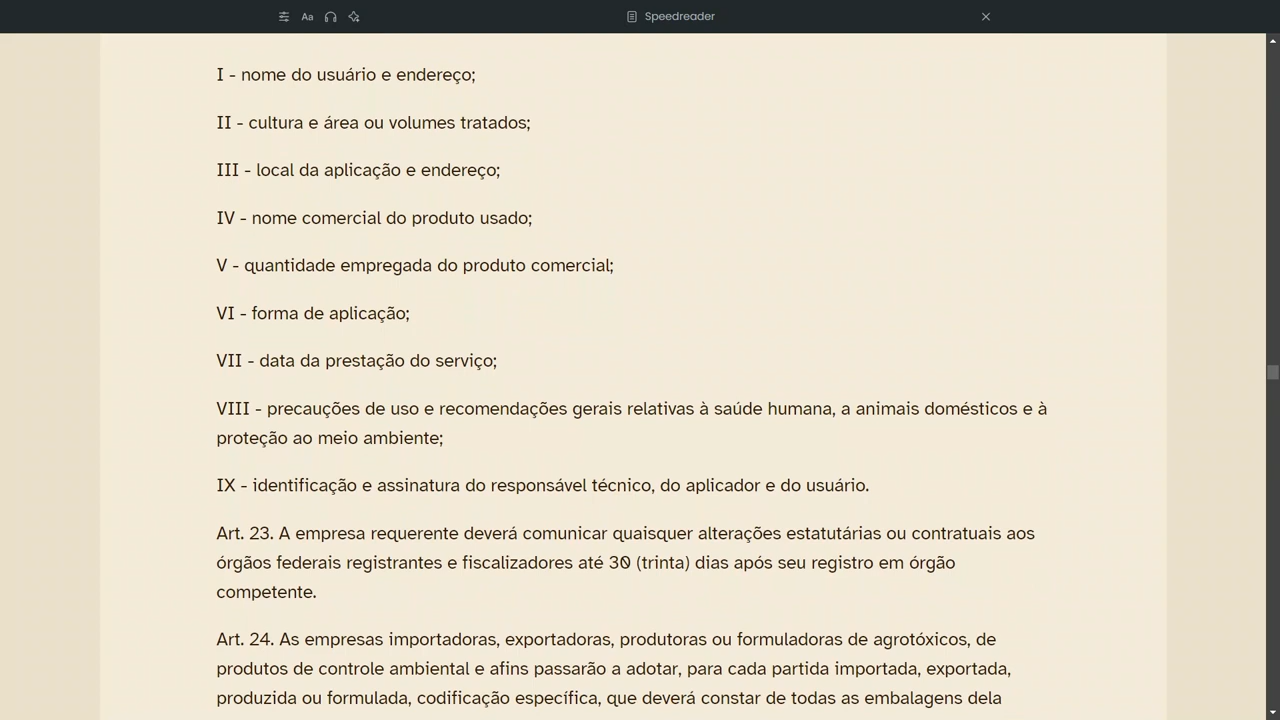 Aa
Speedreader
I - nome do usuário e endereço;
II - cultura e área ou volumes tratados;
III - local da aplicação e endereço;
IV - nome comercial do produto usado;
V - quantidade empregada do produto comercial;
VI - forma de aplicação;
VII - data da prestação do serviço;
VIII - precauções de uso e recomendações gerais relativas à saúde humana, a animais domésticos e à
proteção ao meio ambiente;
IX - identificação e assinatura do responsável técnico, do aplicador e do usuário.
Art. 23. A empresa requerente deverá comunicar quaisquer alterações estatutárias ou contratuais aos
órgãos federais registrantes e fiscalizadores até 30 (trinta) dias após seu registro em órgão
competente.
Art. 24. As empresas importadoras, exportadoras, produtoras ou formuladoras de agrotóxicos, de
produtos de controle ambiental e afins passarão a adotar, para cada partida importada, exportada,
produzida ou formulada, codificação específica, que deverá constar de todas as embalagens dela